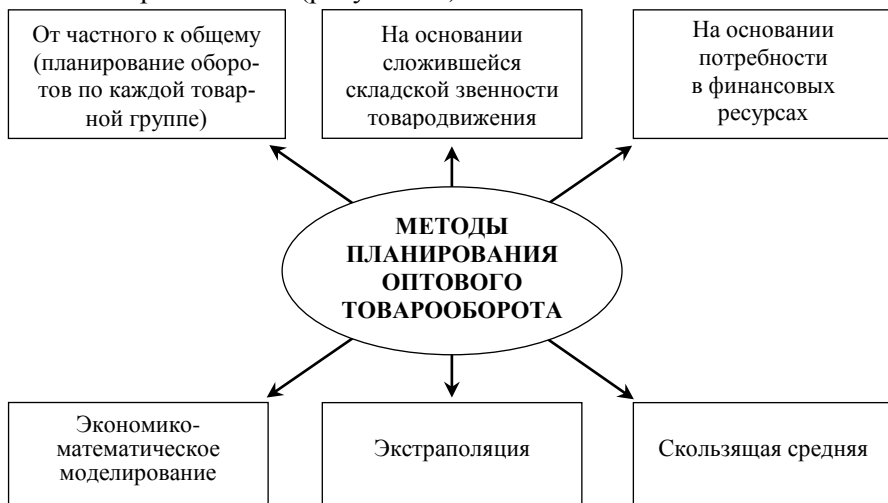 От частного к общему
(планирование оборо-
тов по каждой товар-
ной группе)
На основании
сложившейся
складской звенности
товародвижения
На основании
потребности
в финансовых
ресурсах
МЕТОДЫ
ПЛАНИРОВАНИЯ
ОПТОВОГО
ТОВАРООБОРОТА
Экономико-
математическое
моделирование
Экстраполяция
Скользящая средняя